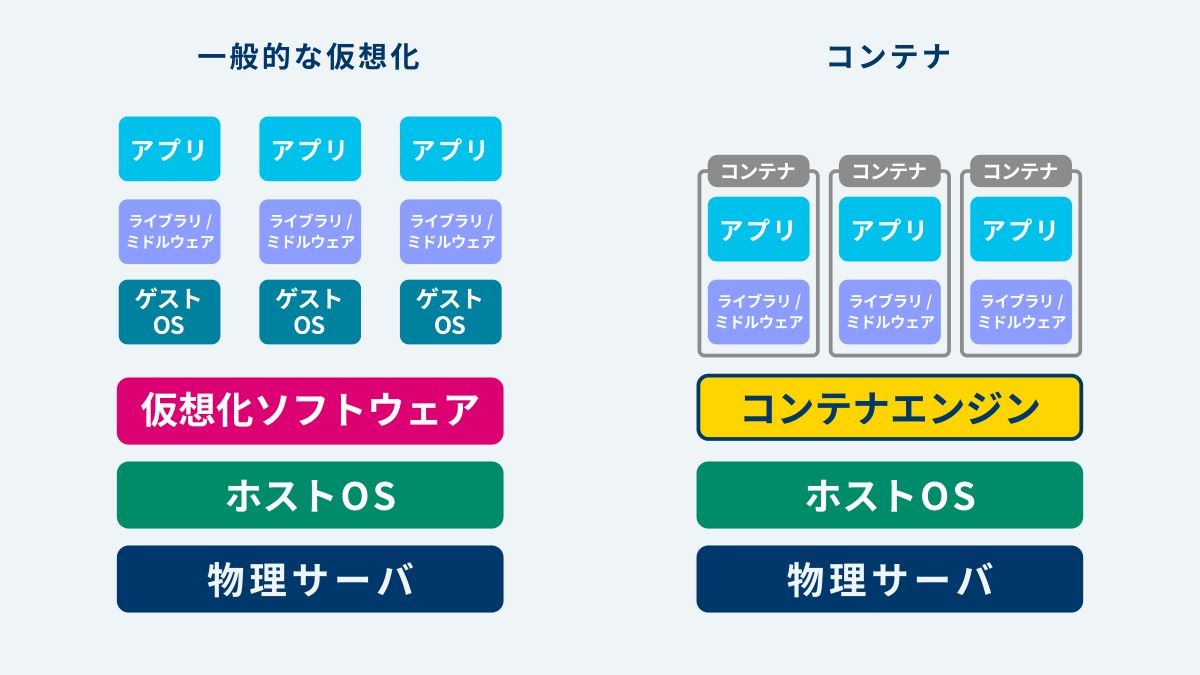 一般的な仮想化
アプリ アプリ アプリ
ライブラリ / ライブラリ / ライブラリ /
ミドルウェア ミドルウェア ミドルウェア
ゲスト ゲスト ゲスト
OS OS OS
仮想化ソフトウェア
ホストOS
物理サーバ
コンテナ
コンテナ コンテナ コンテナ
アプリ アプリ アプリ
ライブラリ / ライブラリ / ライブラリ /
ミドルウェア ミドルウェア ミドルウェア
コンテナエンジン
ホストOS
物理サーバ